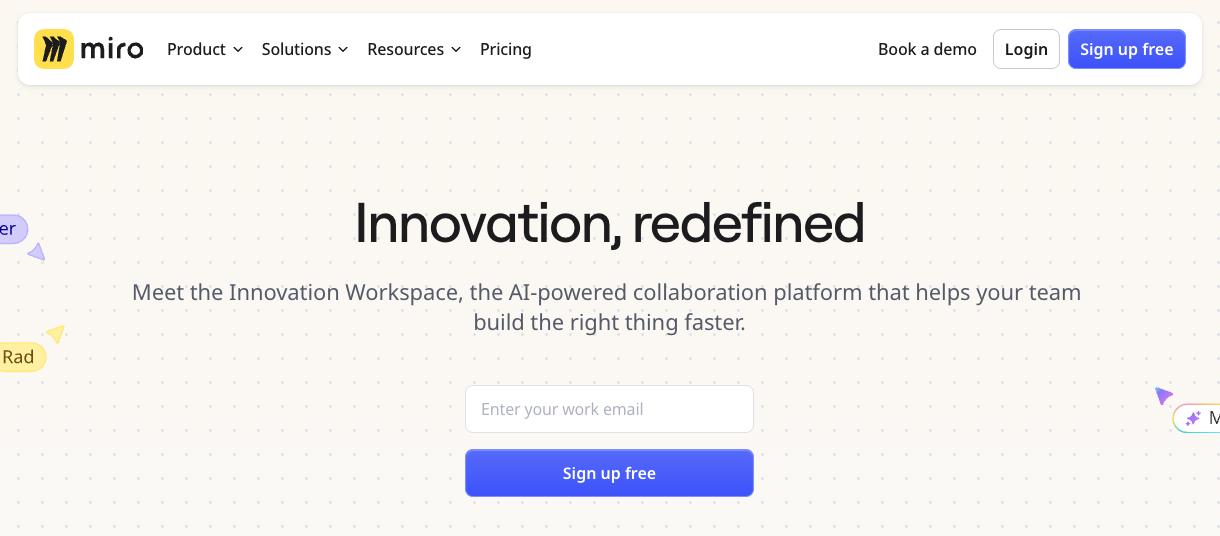 miro
Product
Solutions
Resources
Pricing
Book a demo
Login
Sign up free
Innovation, redefined
Meet the Innovation Workspace, the AI-powered collaboration platform that helps your team
build the right thing faster.
er
Rad
Enter your work email
M
Sign up free